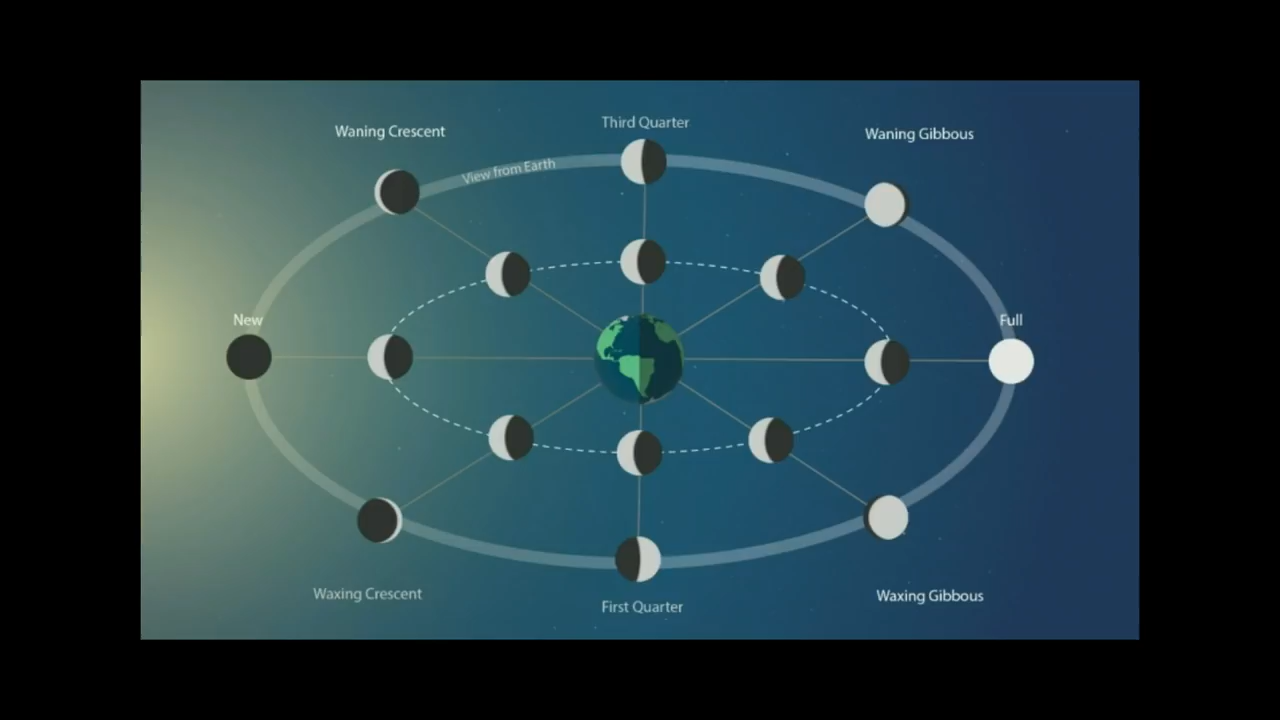 Third Quarter
Waning Crescent
Waning Gibbous
View from Earth
New
Full
Waxing Crescent
Waxing Gibbous
First Quarter